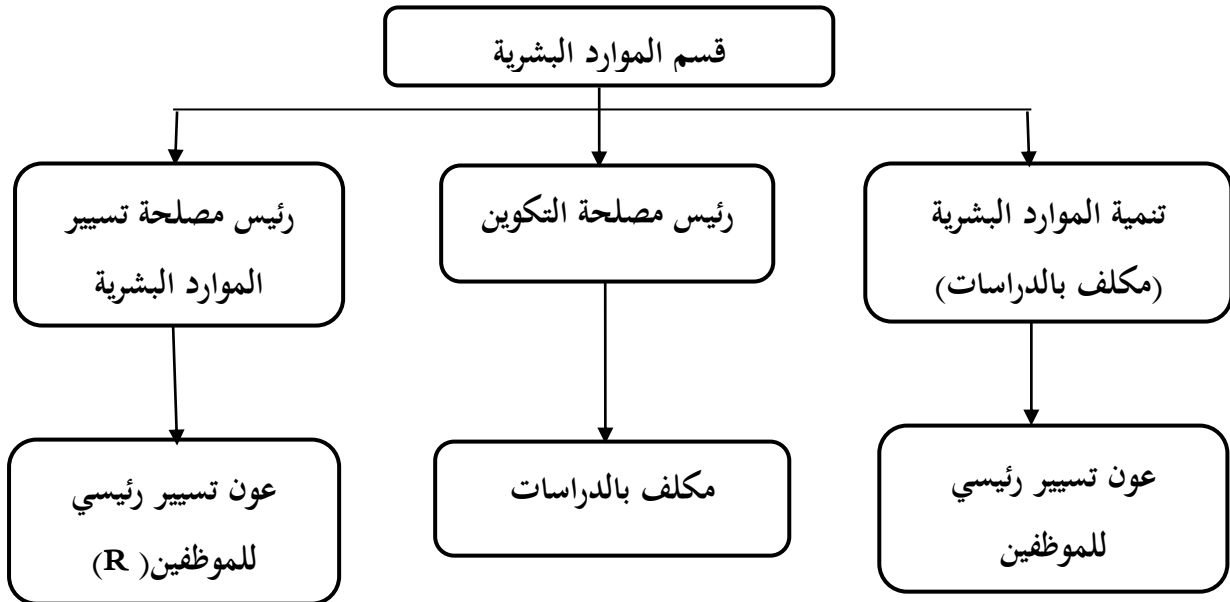 قسم الموارد البشرية
تنمية الموارد البشرية
(مكلف بالدراسات)
رئيس مصلحة التكوين
رئيس مصلحة تسيير
الموارد البشرية
عون تسيير رئيسي
للموظفين
مكلف بالدراسات
عون تسيير رئيسي
للموظفين( R)